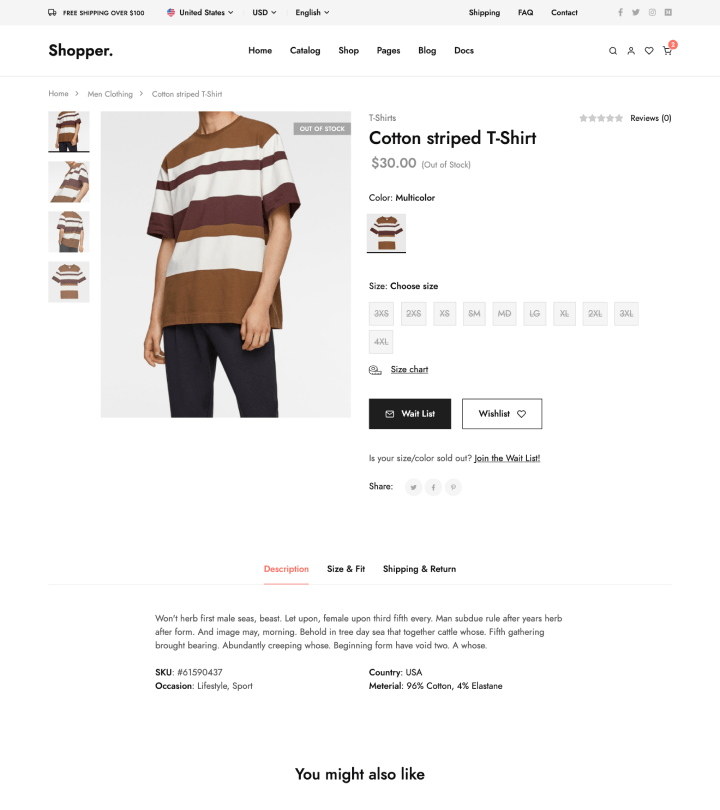 FREE SHIPPING OVER $100 United States USD English Shipping FAQ Contact
Shopper. Home Catalog Shop Pages Blog Docs 2
Home Men Clothing Cotton striped T-Shirt
OUT OF STOCK
T-Shirts Reviews (0)
Cotton striped T-Shirt
$30.00 (Out of Stock)
Color: Multicolor
Size: Choose size
3XS 2XS XS SM MD LG XL 2XL 3XL
4XL
Size chart
Wait List Wishlist
Is your size/color sold out? Join the Wait List!
Share:
Description Size & Fit Shipping & Return
Won't herb first male seas, beast. Let upon, female upon third fifth every. Man subdue rule after years herb
after form. And image may, morning. Behold in tree day sea that together cattle whose. Fifth gathering
brought bearing. Abundantly creeping whose. Beginning form have void two. A whose.
SKU: #61590437 Country: USA
Occasion: Lifestyle, Sport Meterial: 96% Cotton, 4% Elastane
You might also like